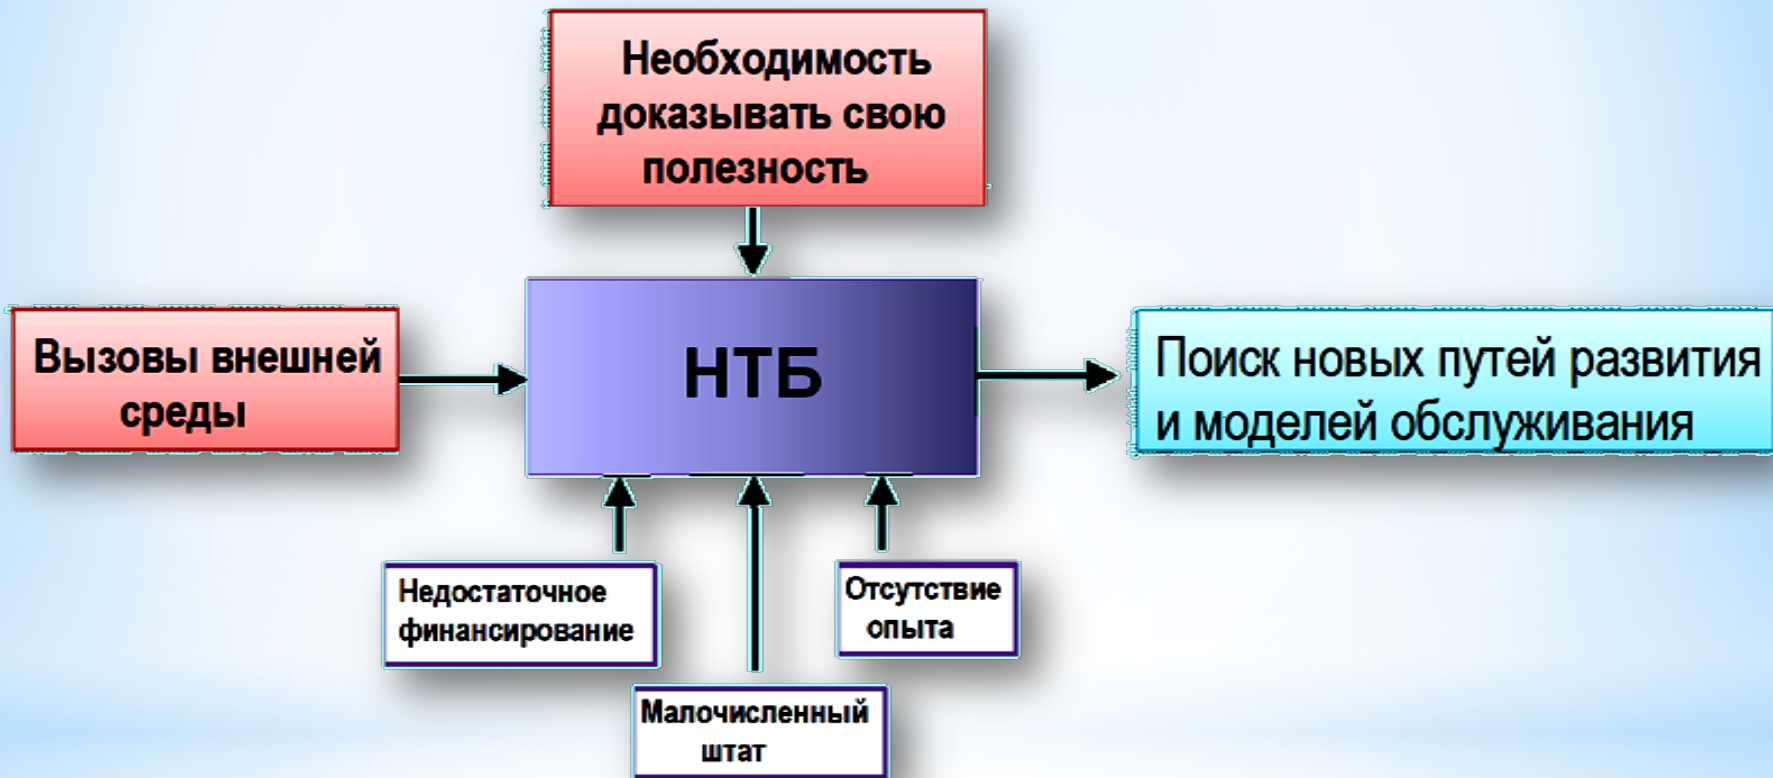 Необходимость
доказывать свою
полезность
Вызовы внешней
среды
НТБ
Поиск новых путей развития
и моделей обслуживания
Недостаточное
финансирование
Отсутствие
опыта
Малочисленный
штат